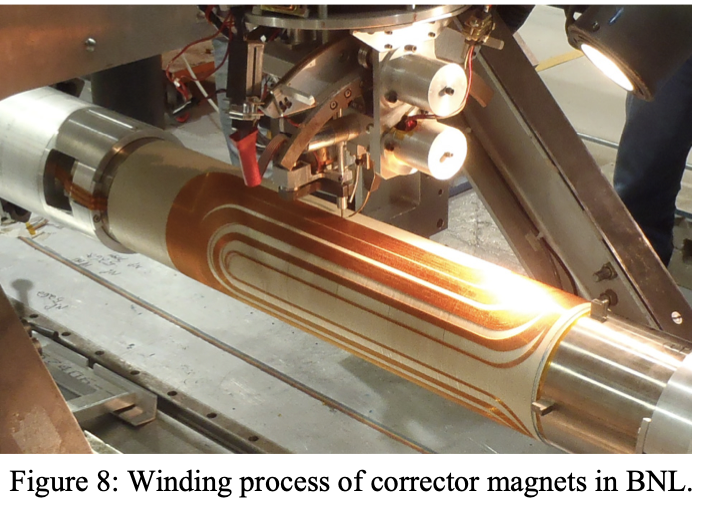 Figure 8: Winding process of corrector magnets in BNL.